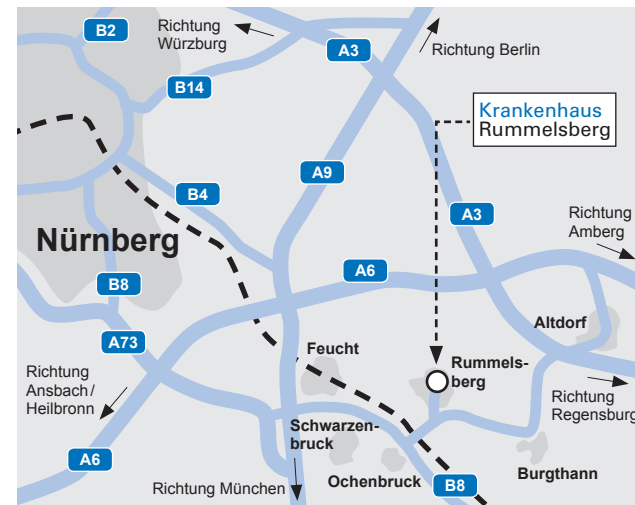 B2
Richtung
Würzburg
A3
Richtung Berlin
B14
Krankenhaus
Rummelsberg
A9
B4
A3
Richtung
Amberg
Nürnberg
A6
B8
A73
Feucht
Altdorf
Rummels-
berg
Richtung
Ansbach/
Heilbronn
Richtung
Regensburg
Schwarzen-
bruck
A6
Richtung München
Ochenbruck
B8
Burgthann